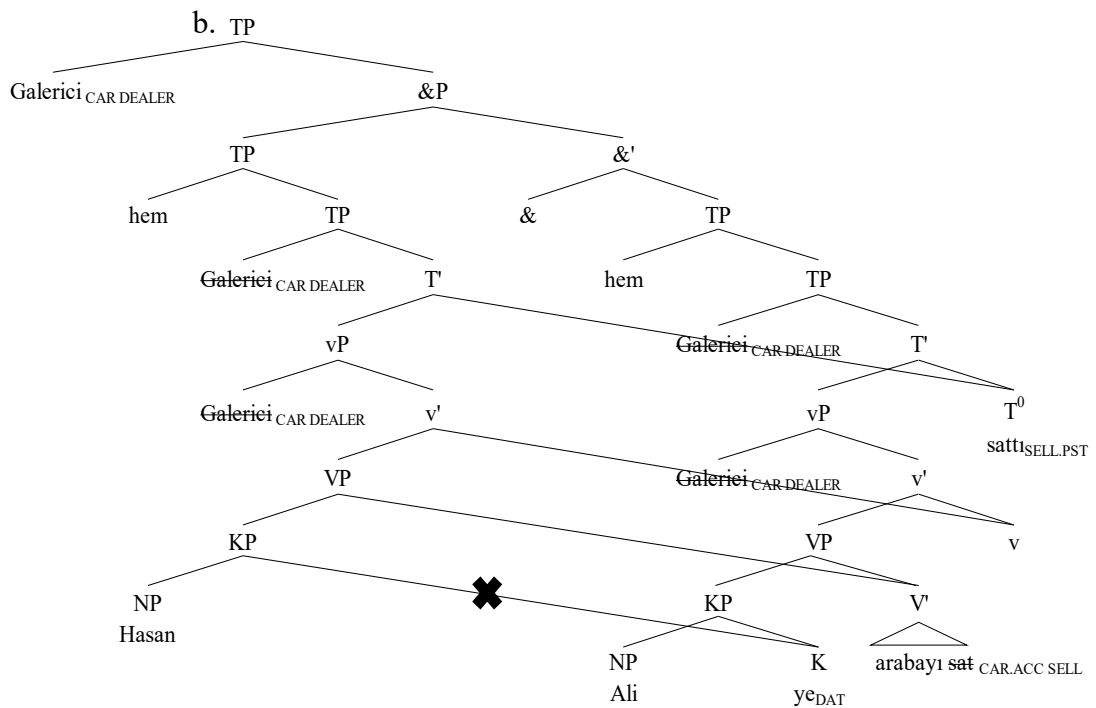 b. TP
Galerici CAR DEALER &P
TP &'
hem TP & TP
Galerici CAR DEALER T' hem TP
vP Galerici CAR DEALER T'
Galerici CAR DEALER v' vP T0
sattıSELL.PST
VP Galerici CAR DEALER v'
KP VP v
NP KP V'
Hasan
NP K arabayı sat CAR.ACC SELL
Ali yeDAT